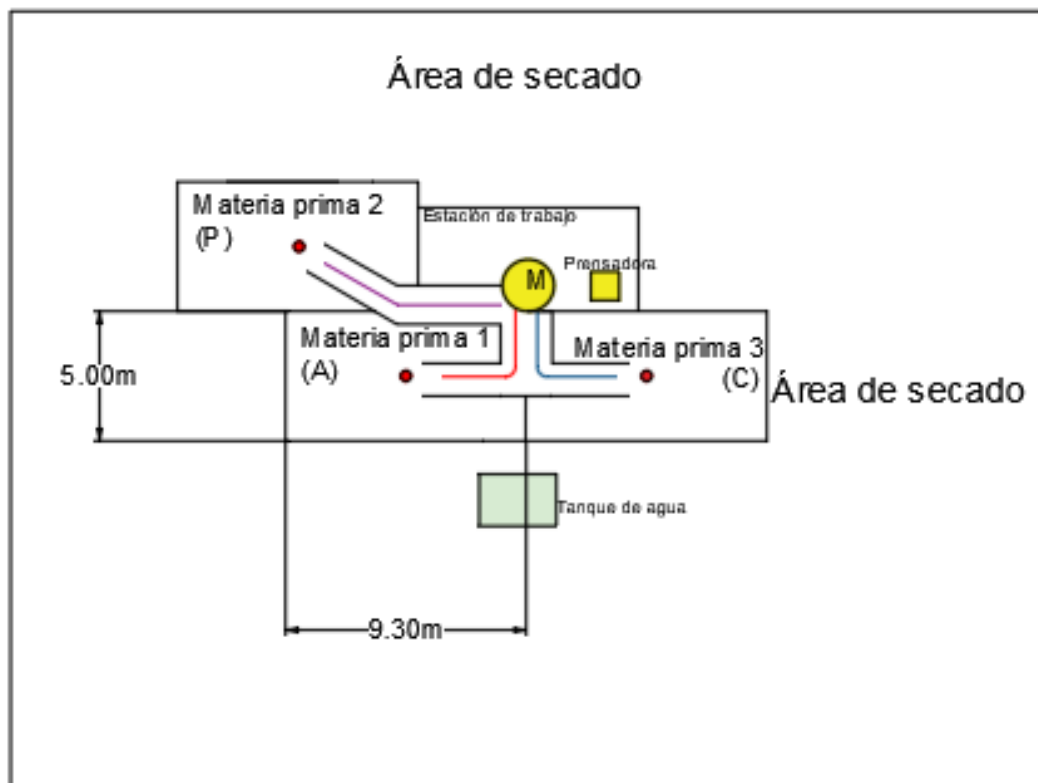 Área de secado
Materia prima 2
(P)
Estación de trabajo
Prensadora
M
Materia prima 1
(A)
Materia prima 3
(C)
5.00m
Área de secado
Tanque de agua
9.30m